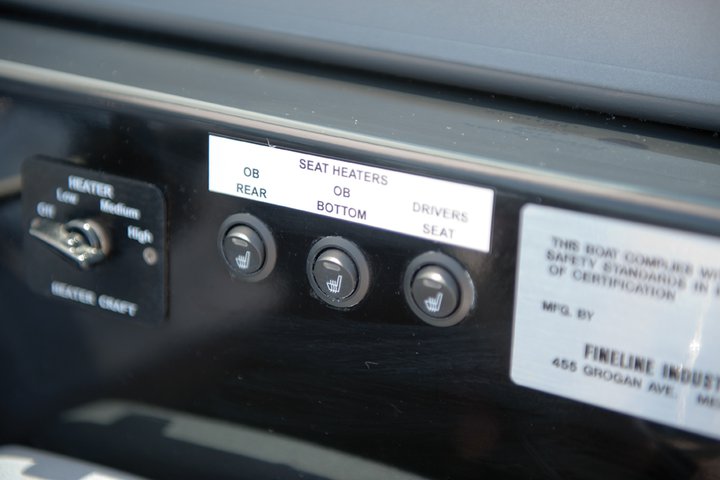 HEATER
Low
Medium
Off
High
HEATER CRAFT
SEAT HEATERS
OB
REAR
OB
BOTTOM
DRIVERS
SEAT
THIS BOAT COMPLIES
SAFETY STANDARDS IN
OF CERTIFICATION
MFG. BY
FINELINE INDUST
455 GROGAN AVE.